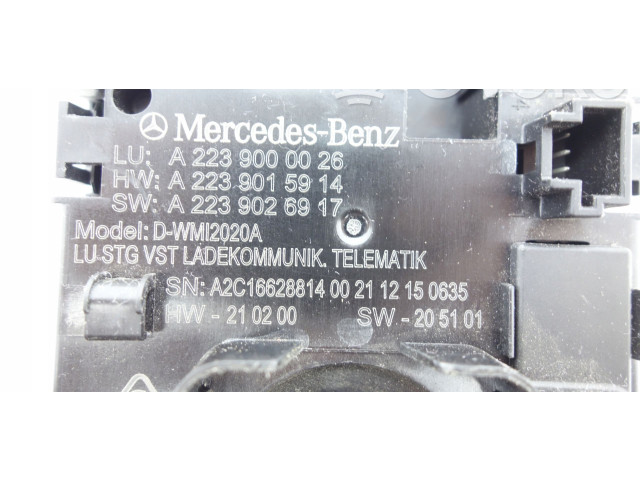 Mercedes-Benz
LU: A 223 900 00 26
HW: A 223 901 59 14
SW: A 223 902 69 17
Model: D-WMI2020A
LU-STG VST LADEKOMMUNIK. TELEMATIK
SN: A2C16628814 00 21 12 15 0635
HW - 21 02 00 SW - 20 51 01